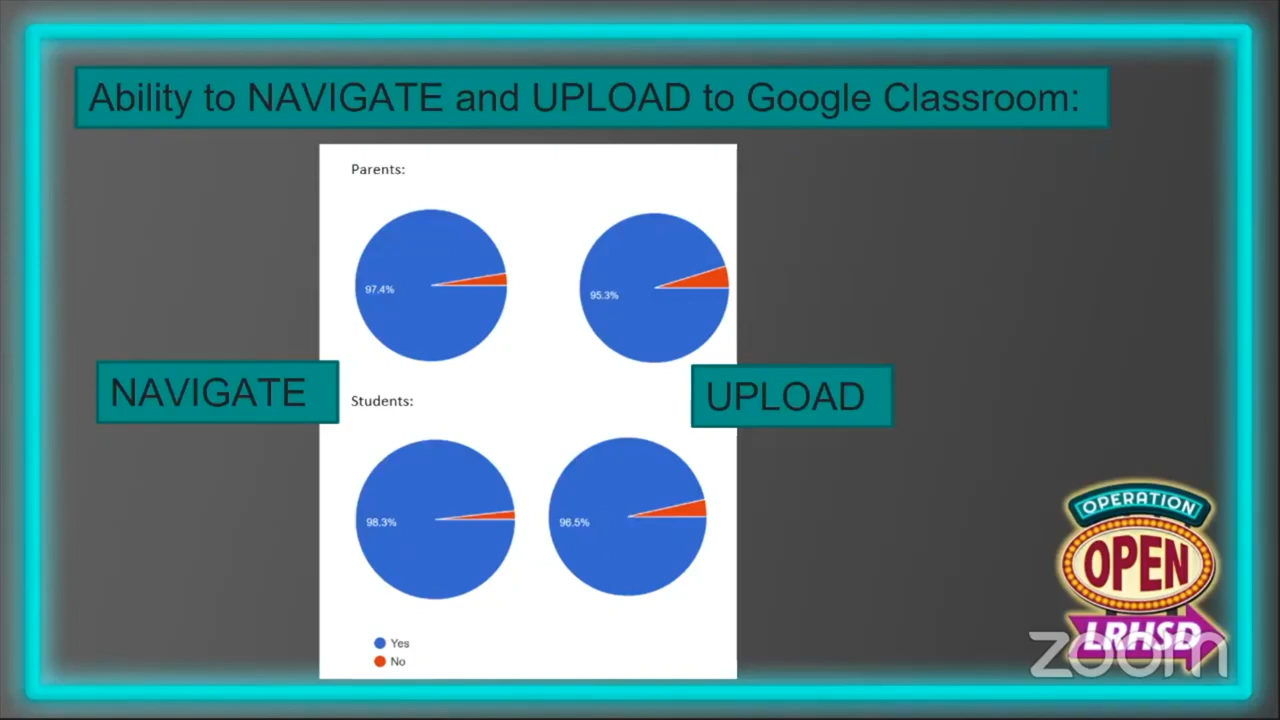 Ability to NAVIGATE and UPLOAD to Google Classroom:
Parents:
97.4%
95.3%
NAVIGATE
UPLOAD
Students:
98.3%
96.5%
Yes
No
OPERATION
OPEN
LRHSD
zoom